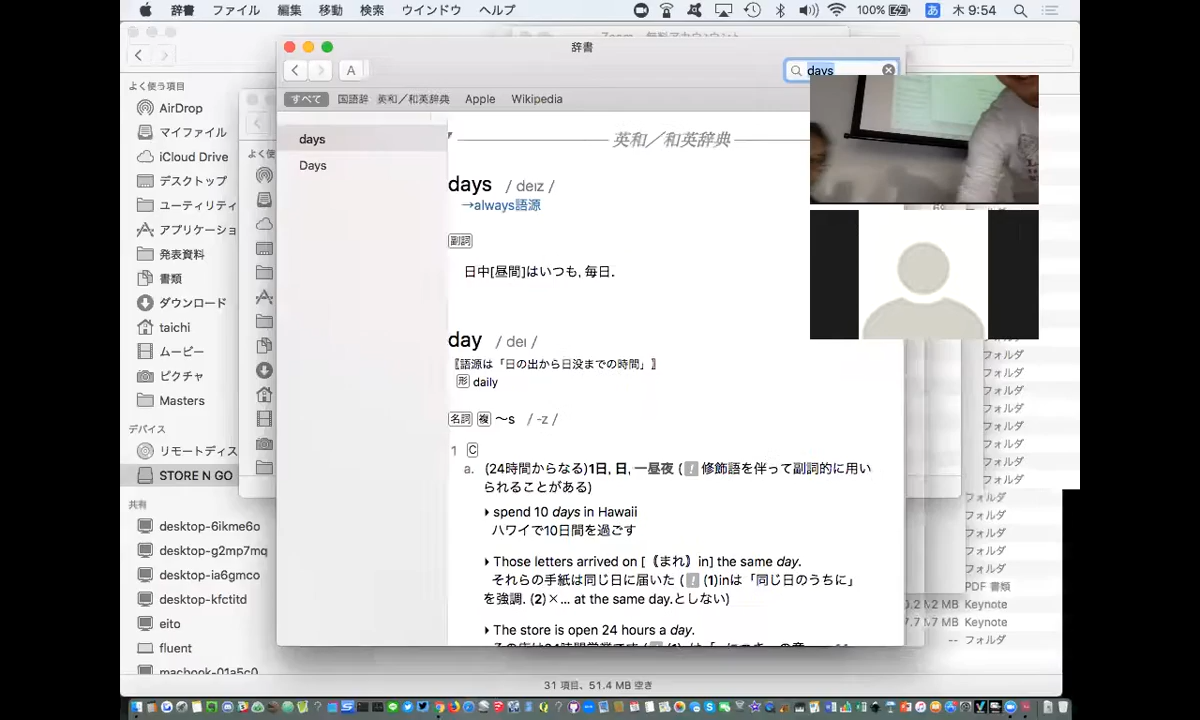 辞書 ファイル 編集 移動 検索 ウインドウ ヘルプ 100% あ 木 9:54
辞書
A
days
すべて 国語辞 英和／和英辞典 Apple Wikipedia
days
Days
英和／和英辞典
days / deɪz /
→always語源
副詞
日中[昼間]はいつも, 毎日.
day / deɪ /
〘語源は「日の出から日没までの時間」〙
形 daily
名詞 複 〜s / -z /
1 C
a. (24時間からなる)1日, 日, 一昼夜 ( ! 修飾語を伴って副詞的に用い
られることがある)
▸ spend 10 days in Hawaii
ハワイで10日間を過ごす
▸ Those letters arrived on [⦅まれ⦆in] the same day.
それらの手紙は同じ日に届いた ( ! (1)inは「同じ日のうちに」
を強調. (2)×... at the same day.としない)
▸ The store is open 24 hours a day.
よく使う項目
AirDrop
マイファイル
iCloud Drive
デスクトップ
ユーティリティ
アプリケーショ
発表資料
書類
ダウンロード
taichi
ムービー
ピクチャ
Masters
デバイス
リモートディス
STORE N GO
共有
desktop-6ikme6o
desktop-g2mp7mq
desktop-ia6gmco
desktop-kfctitd
eito
fluent
macbook-01a5c0
よく使
フォルダ
フォルダ
フォルダ
フォルダ
フォルダ
フォルダ
フォルダ
フォルダ
フォルダ
フォルダ
フォルダ
フォルダ
フォルダ
PDF 書類
Keynote
Keynote
-- フォルダ
31 項目、51.4 MB 空き